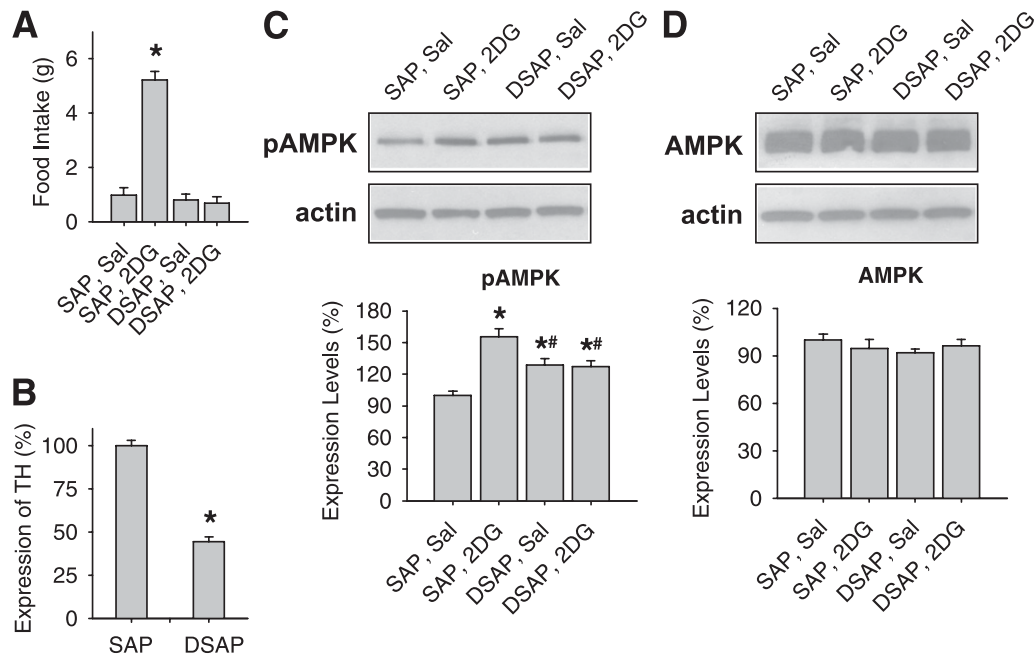 A
Food Intake (g)
6
4
2
0
*
SAP, Sal
SAP, 2DG
DSAP, Sal
DSAP, 2DG
B
Expression of TH (%)
100
75
50
25
0
*
SAP
DSAP
C
SAP, Sal
SAP, 2DG
DSAP, Sal
DSAP, 2DG
pAMPK
actin
pAMPK
Expression Levels (%)
180
150
120
90
60
30
0
*
*#
*#
SAP, Sal
SAP, 2DG
DSAP, Sal
DSAP, 2DG
D
SAP, Sal
SAP, 2DG
DSAP, Sal
DSAP, 2DG
AMPK
actin
AMPK
Expression Levels (%)
120
90
60
30
0
SAP, Sal
SAP, 2DG
DSAP, Sal
DSAP, 2DG